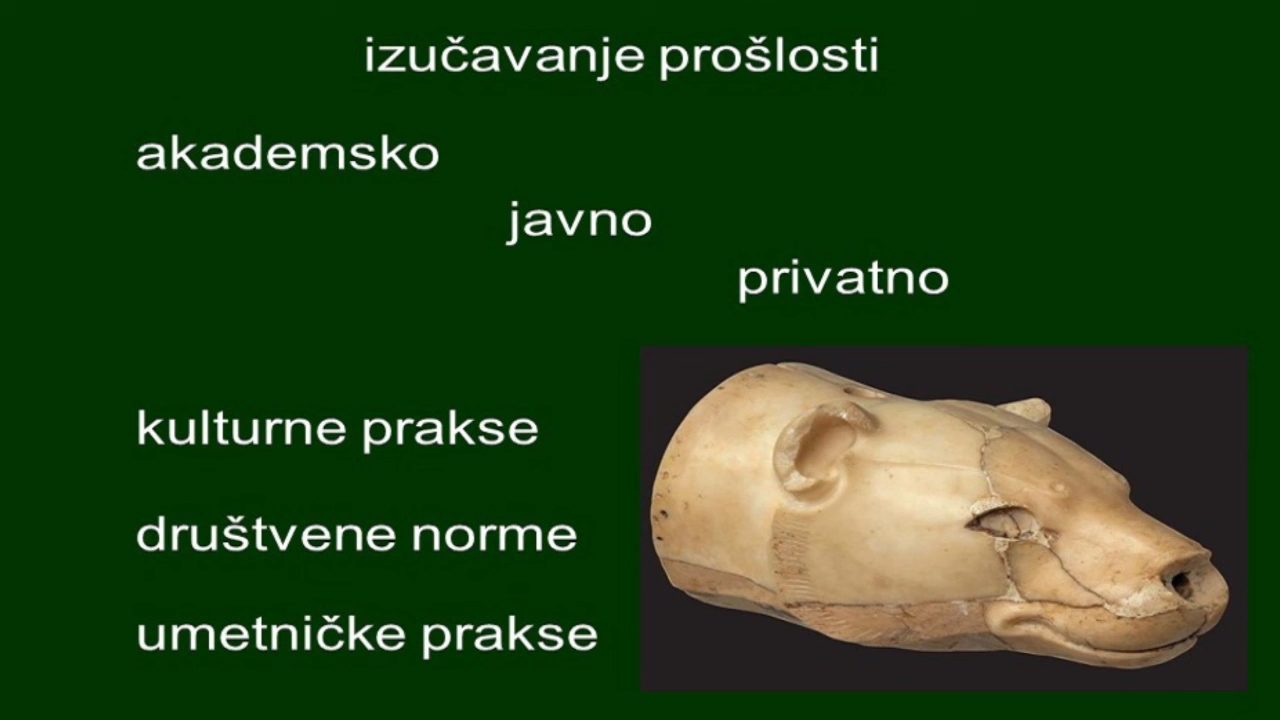 izučavanje prošlosti
akademsko
javno
privatno
kulturne prakse
društvene norme
umetničke prakse